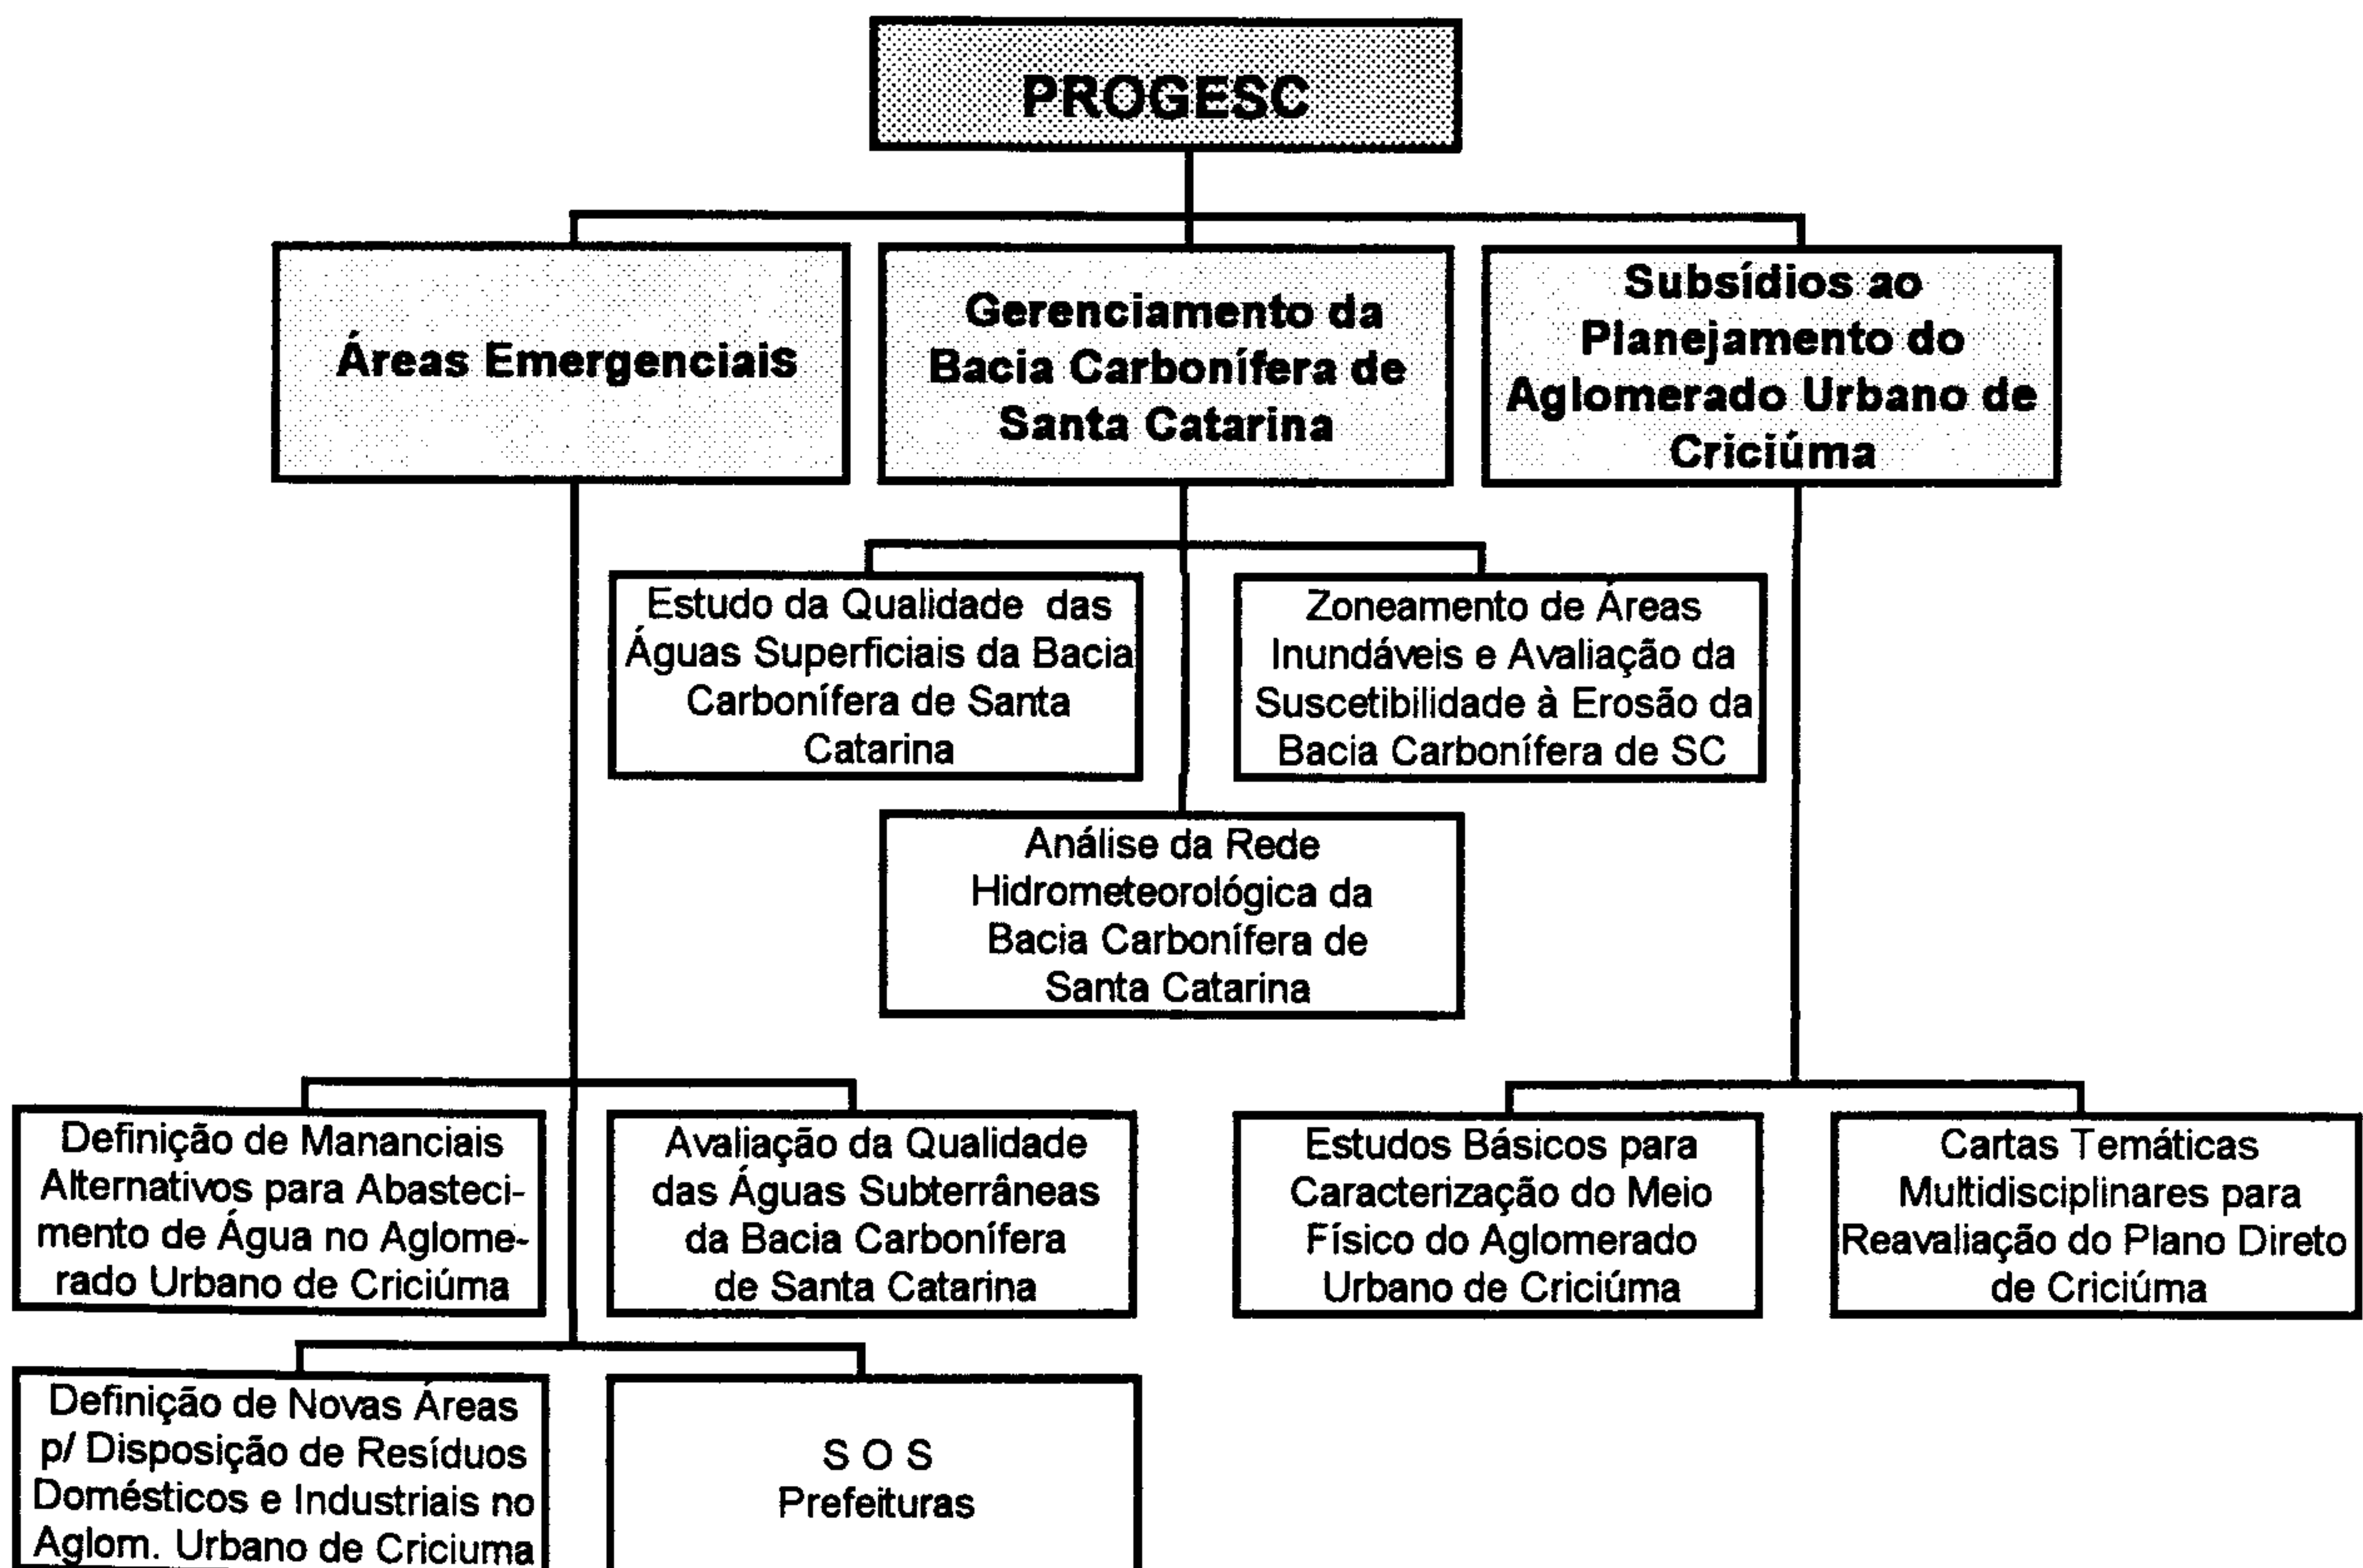 PROGESC
Áreas Emergenciais
Gerenciamento da
Bacia Carbonífera de
Santa Catarina
Subsídios ao
Planejamento do
Aglomerado Urbano de
Criciúma
Estudo da Qualidade das
Águas Superficiais da Bacia
Carbonífera de Santa
Catarina
Zoneamento de Áreas
Inundáveis e Avaliação da
Suscetibilidade à Erosão da
Bacia Carbonífera de SC
Análise da Rede
Hidrometeorológica da
Bacia Carbonífera de
Santa Catarina
Definição de Mananciais
Alternativos para Abasteci-
mento de Água no Aglome-
rado Urbano de Criciúma
Avaliação da Qualidade
das Águas Subterrâneas
da Bacia Carbonífera
de Santa Catarina
Estudos Básicos para
Caracterização do Meio
Físico do Aglomerado
Urbano de Criciúma
Cartas Temáticas
Multidisciplinares para
Reavaliação do Plano Direto
de Criciúma
Definição de Novas Áreas
p/ Disposição de Resíduos
Domésticos e Industriais no
Aglom. Urbano de Criciuma
S O S
Prefeituras